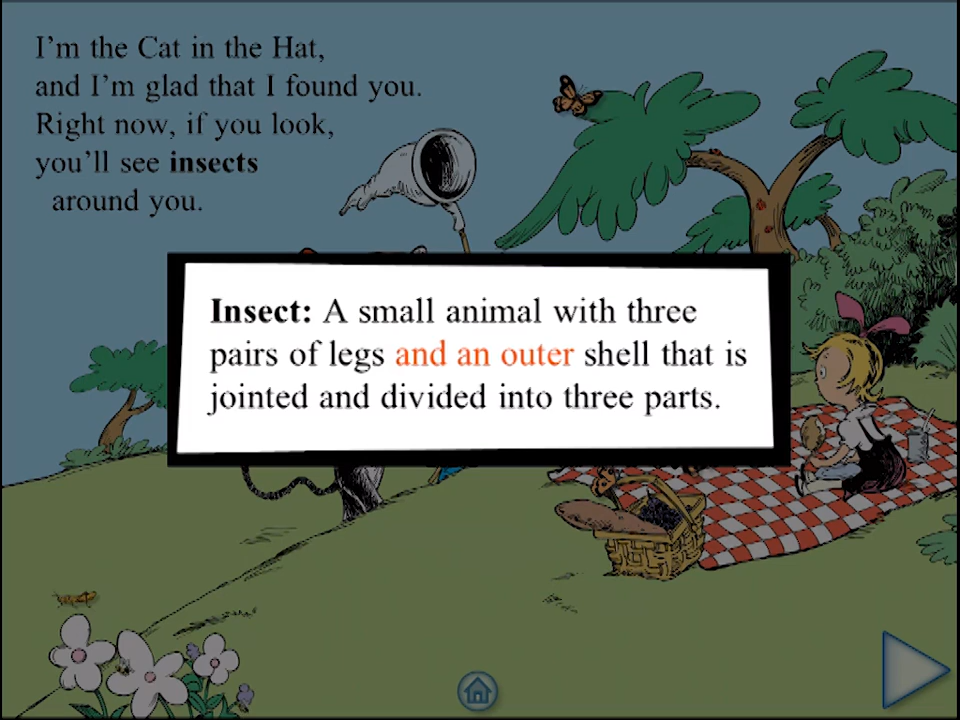 I'm the Cat in the Hat,
and I'm glad that I found you.
Right now, if you look,
you'll see insects
around you.
Insect: A small animal with three
pairs of legs and an outer shell that is
jointed and divided into three parts.